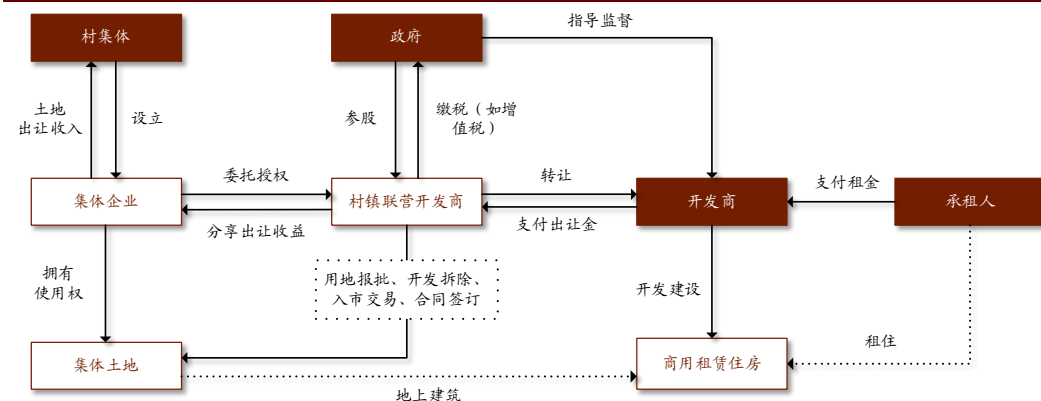 村集体
政府
指导监督
土地
出让收入
设立
参股
缴税（如增
值税）
集体企业
委托授权
分享出让收益
村镇联营开发商
转让
支付出让金
开发商
支付租金
承租人
拥有
使用权
用地报批、开发拆除、
入市交易、合同签订
开发建设
集体土地
地上建筑
商用租赁住房
租住